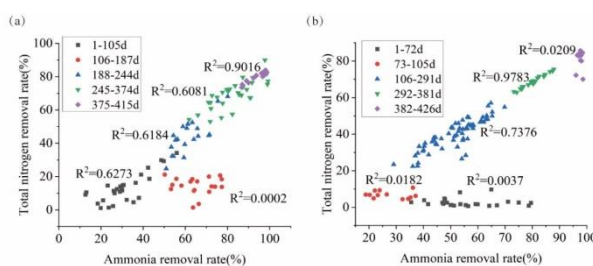 (a)
Total nitrogen removal rate(%)
100
80
60
40
20
0
1-105d
106-187d
188-244d
245-374d
375-415d
R²=0.9016
R²=0.6081
R²=0.6184
R²=0.6273
R²=0.0002
0 20 40 60 80 100
Ammonia removal rate(%)
(b)
Total nitrogen removal rate(%)
80
60
40
20
0
1-72d
73-105d
106-291d
292-381d
382-426d
R²=0.0209
R²=0.9783
R²=0.7376
R²=0.0182
R²=0.0037
20 30 40 50 60 70 80 90 100
Ammonia removal rate(%)